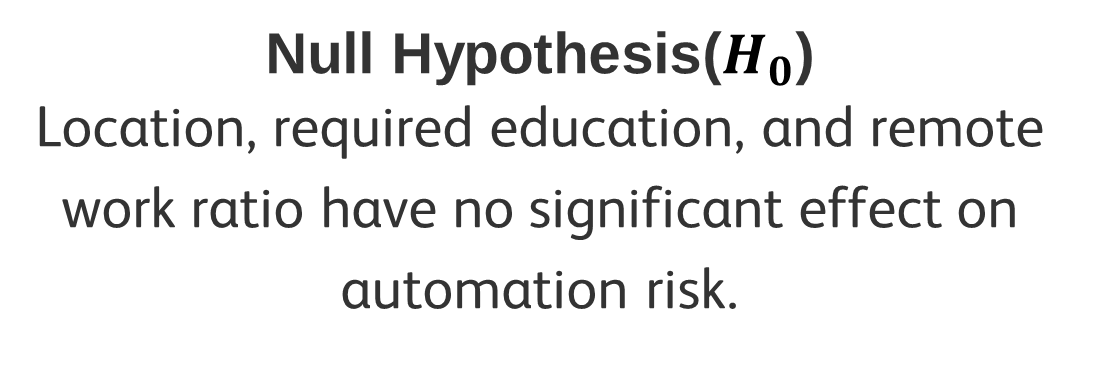 Null Hypothesis(H₀)
Location, required education, and remote
work ratio have no significant effect on
automation risk.